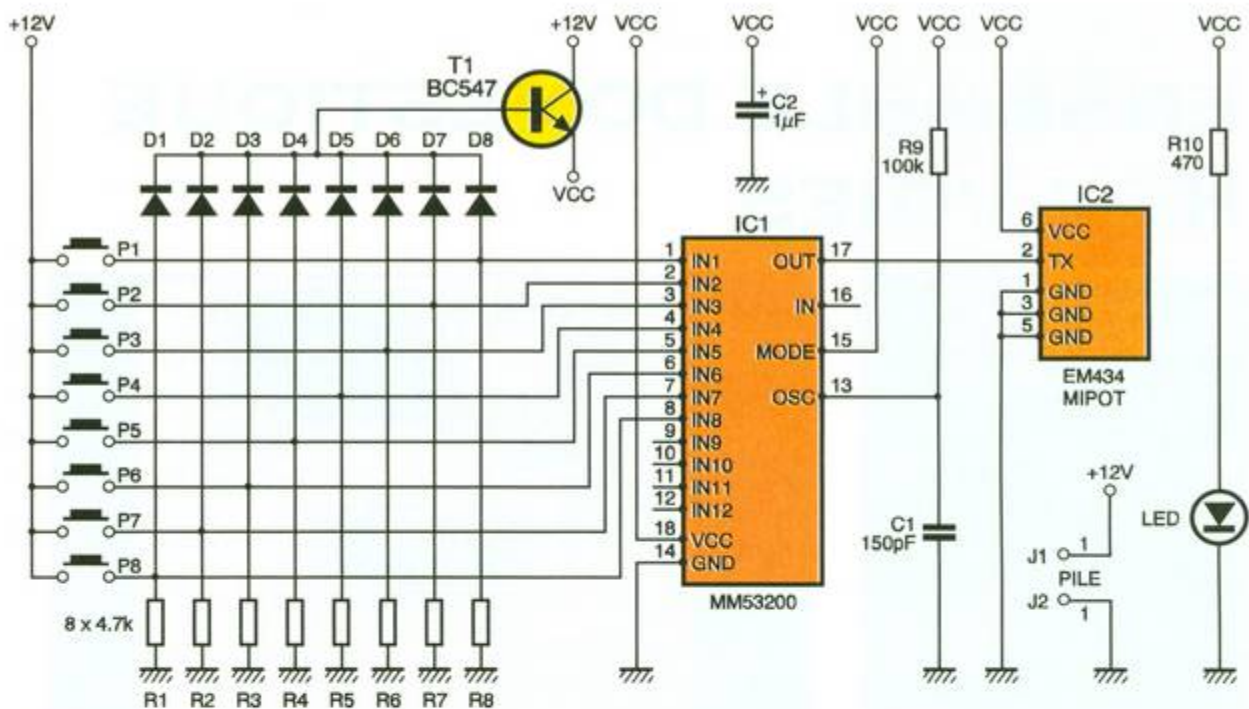 +12V
+12V
VCC
VCC
VCC
VCC
VCC
VCC
T1
BC547
+
C2
1µF
D1 D2 D3 D4 D5 D6 D7 D8
VCC
R9
100k
R10
470
IC1
IC2
P1
1 IN1 OUT 17
6 VCC
2 TX
P2
2 IN2
3 IN3 IN 16
1 GND
3 GND
5 GND
P3
4 IN4
5 IN5 MODE 15
P4
6 IN6
7 IN7 OSC 13
EM434
MIPOT
P5
8 IN8
9 IN9
P6
10 IN10
11 IN11
+12V
P7
12 IN12
18 VCC
C1
150pF
LED
P8
14 GND
J1 1
PILE
J2 1
MM53200
8 x 4.7k
R1 R2 R3 R4 R5 R6 R7 R8